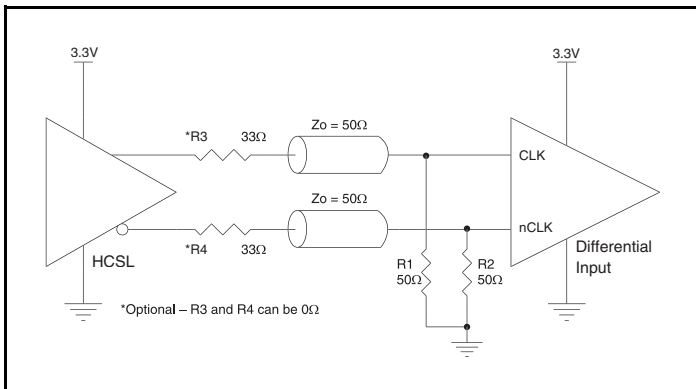 3.3V
3.3V
*R3 33Ω
Zo = 50Ω
CLK
Zo = 50Ω
nCLK
*R4 33Ω
HCSL
R1
50Ω
R2
50Ω
Differential
Input
*Optional – R3 and R4 can be 0Ω